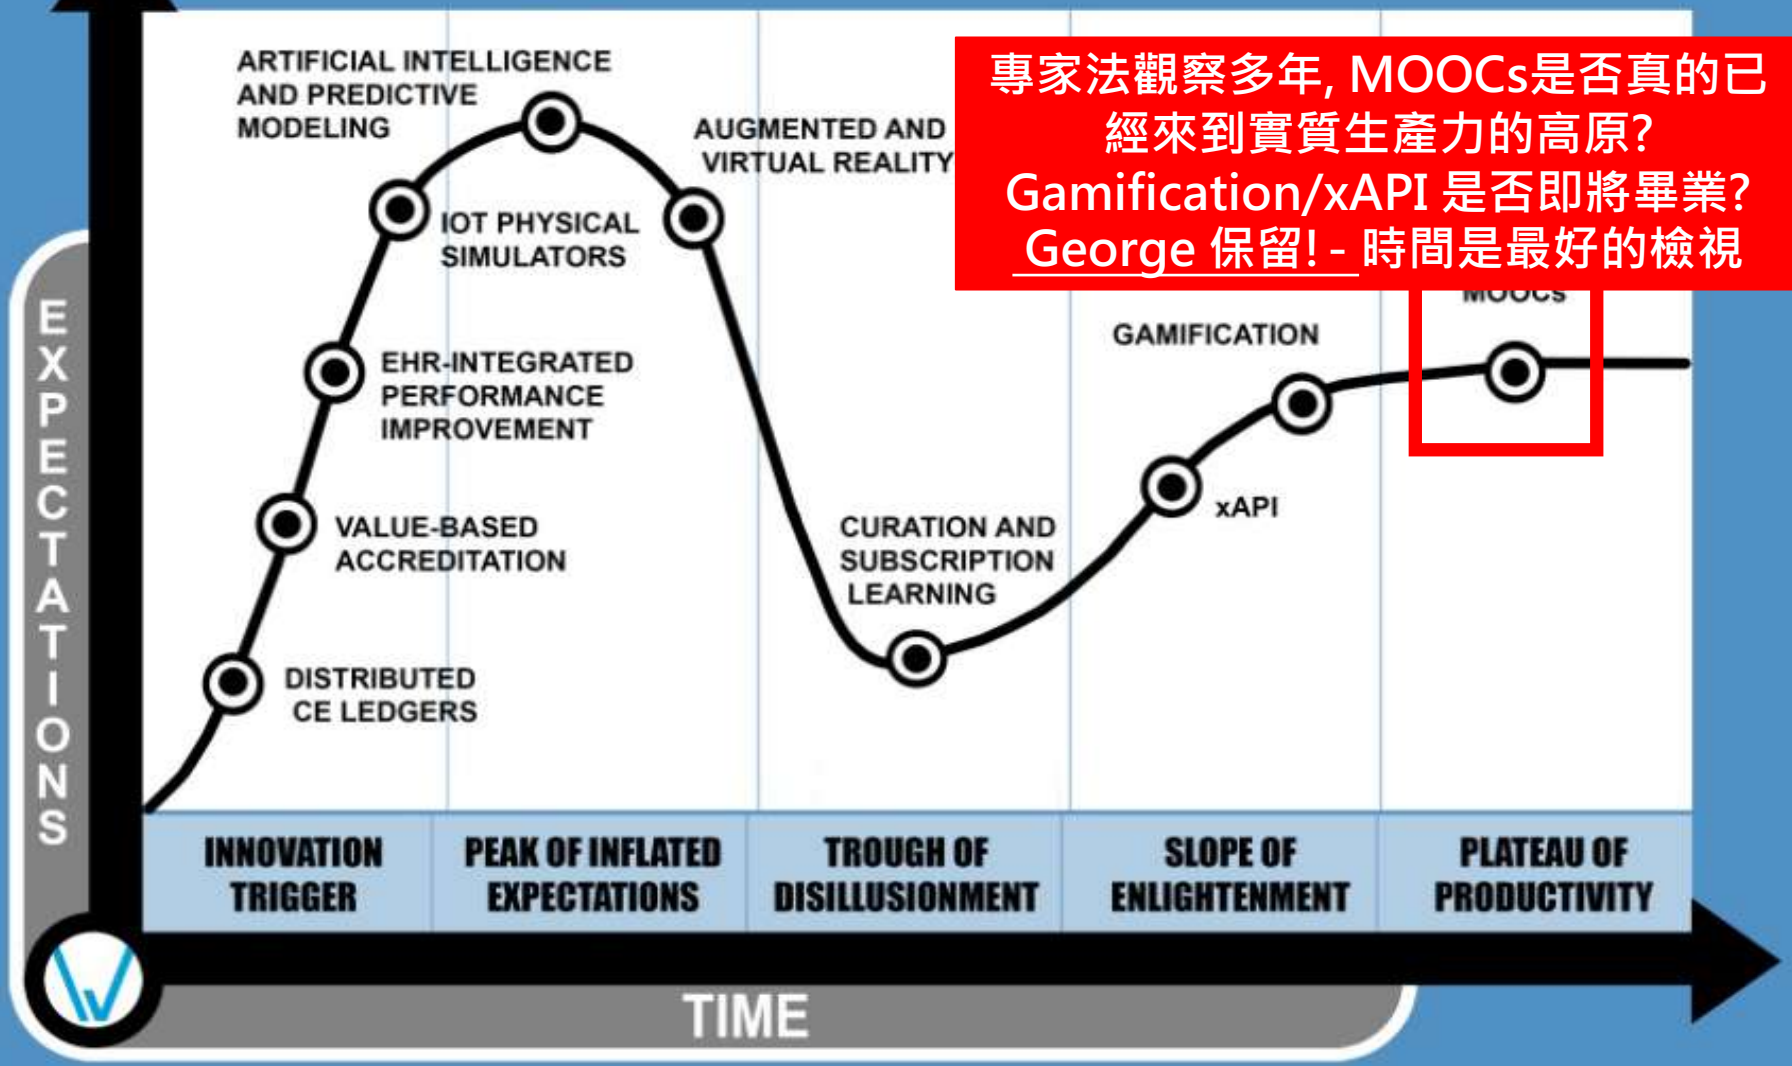 ARTIFICIAL INTELLIGENCE
AND PREDICTIVE
MODELING
AUGMENTED AND
VIRTUAL REALITY
專家法觀察多年, MOOCs是否真的已
經來到實質生產力的高原?
Gamification/xAPI 是否即將畢業?
George 保留! - 時間是最好的檢視
IOT PHYSICAL
SIMULATORS
MOOCs
GAMIFICATION
EHR-INTEGRATED
PERFORMANCE
IMPROVEMENT
xAPI
VALUE-BASED
ACCREDITATION
CURATION AND
SUBSCRIPTION
LEARNING
DISTRIBUTED
CE LEDGERS
EXPECTATIONS
INNOVATION
TRIGGER
PEAK OF INFLATED
EXPECTATIONS
TROUGH OF
DISILLUSIONMENT
SLOPE OF
ENLIGHTENMENT
PLATEAU OF
PRODUCTIVITY
TIME